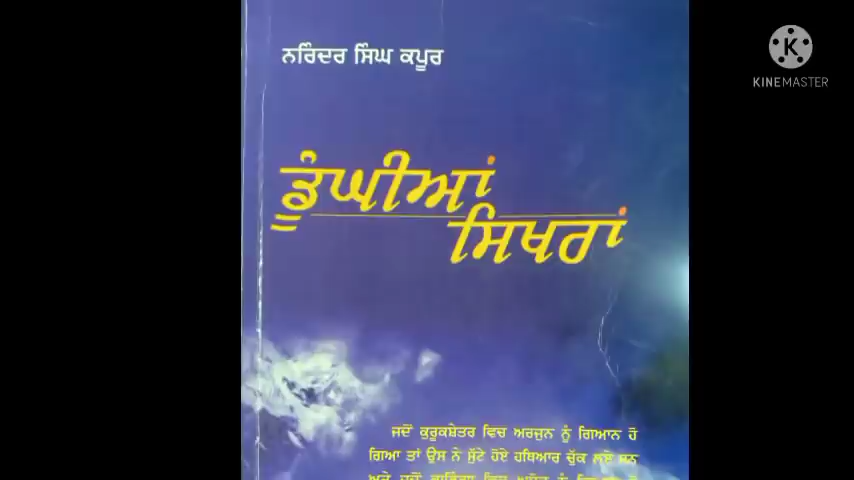 ਨਰਿੰਦਰ ਸਿੰਘ ਕਪੂਰ
KINEMASTER
ਡੂੰਘੀਆਂ
ਸਿਖਰਾਂ
ਜਦੋਂ ਕੁਰੂਕਸ਼ੇਤਰ ਵਿਚ ਅਰਜੁਨ ਨੂੰ ਗਿਆਨ ਹੋ
ਗਿਆ ਤਾਂ ਉਸ ਨੇ ਸੁੱਟੇ ਹੋਏ ਹਥਿਆਰ ਚੁੱਕ ਲਏ ਸਨ